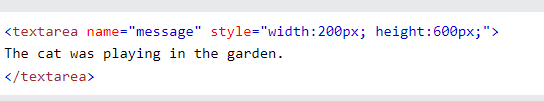 <textarea name="message" style="width:200px; height:600px;">
The cat was playing in the garden.
</textarea>